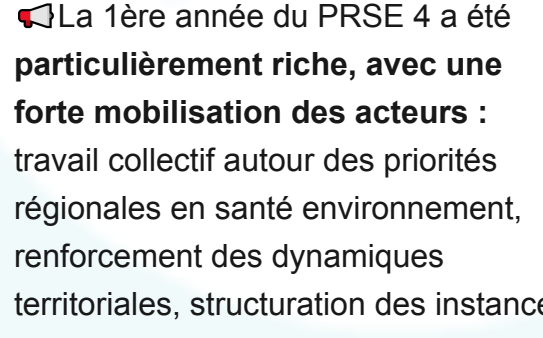 📢La 1ère année du PRSE 4 a été
particulièrement riche, avec une
forte mobilisation des acteurs :
travail collectif autour des priorités
régionales en santé environnement,
renforcement des dynamiques
territoriales, structuration des instance